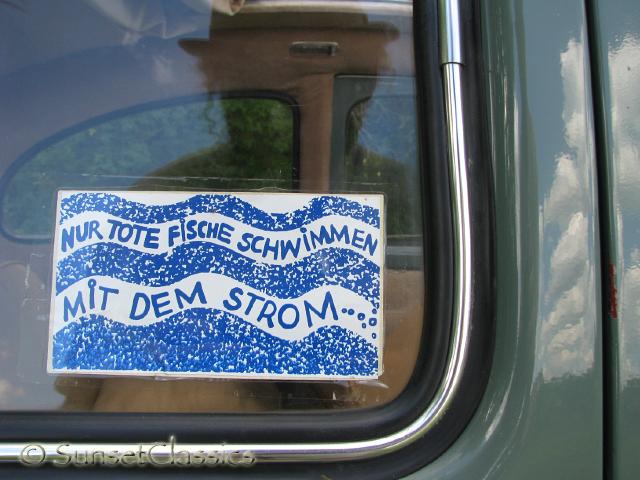 NUR TOTE FISCHE SCHWIMMEN
MIT DEM STROM....
© SunsetClassics